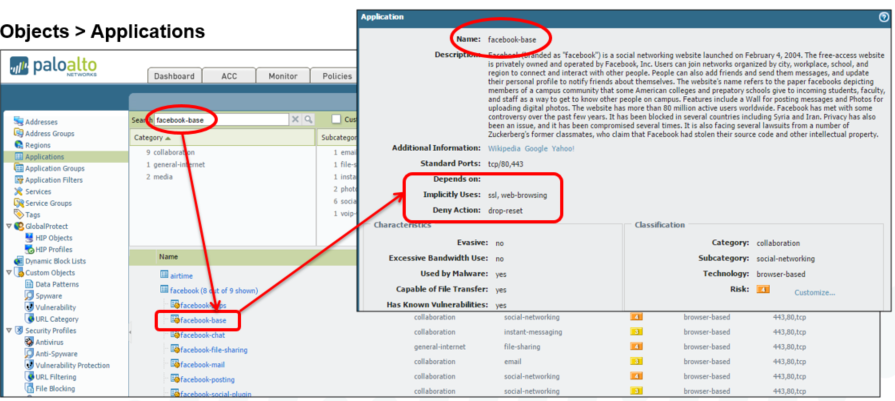 Objects > Applications
paloalto
NETWORKS
Dashboard
ACC
Monitor
Policies
Addresses
Address Groups
Regions
Applications
Application Groups
Application Filters
Services
Service Groups
Tags
GlobalProtect
HIP Objects
HIP Profiles
Dynamic Block Lists
Custom Objects
Data Patterns
Spyware
Vulnerability
URL Category
Security Profiles
Antivirus
Anti-Spyware
Vulnerability Protection
URL Filtering
File Blocking
Search facebook-base
Category
Subcategor
9 collaboration
1 general-internet
2 media
1 email
1 file-s
1 insta
2 photo
6 social
1 voip-
Name
airtime
facebook (8 out of 9 shown)
facebook-base
facebook-chat
facebook-file-sharing
facebook-mail
facebook-posting
facebook-social-plugin
collaboration social-networking 4 browser-based 443,80,tcp
collaboration instant-messaging browser-based 443,80,tcp
general-internet file-sharing browser-based 443,80,tcp
collaboration email browser-based 443,80,tcp
collaboration social-networking browser-based 443,80,tcp
collaboration social-networking browser-based 443,80,tcp
Application
Name: facebook-base
Description: Facebook (branded as "facebook") is a social networking website launched on February 4, 2004. The free-access website
is privately owned and operated by Facebook, Inc. Users can join networks organized by city, workplace, school, and
region to connect and interact with other people. People can also add friends and send them messages, and update
their personal profile to notify friends about themselves. The website's name refers to the paper facebooks depicting
members of a campus community that some American colleges and prepatory schools give to incoming students, faculty,
and staff as a way to get to know other people on campus. Features include a Wall for posting messages and Photos for
uploading digital photos. The website has more than 80 million active users worldwide. Facebook has met with some
controversy over the past few years. It has been blocked in several countries including Syria and Iran. Privacy has also
been an issue, and it has been compromised several times. It is also facing several lawsuits from a number of
Zuckerberg's former classmates, who claim that Facebook had stolen their source code and other intellectual property.
Additional Information: Wikipedia Google Yahoo!
Standard Ports: tcp/80,443
Depends on:
Implicitly Uses: ssl, web-browsing
Deny Action: drop-reset
Characteristics
Evasive: no
Excessive Bandwidth Use: no
Used by Malware: yes
Capable of File Transfer: yes
Has Known Vulnerabilities: yes
Classification
Category: collaboration
Subcategory: social-networking
Technology: browser-based
Risk: 4 Customize...